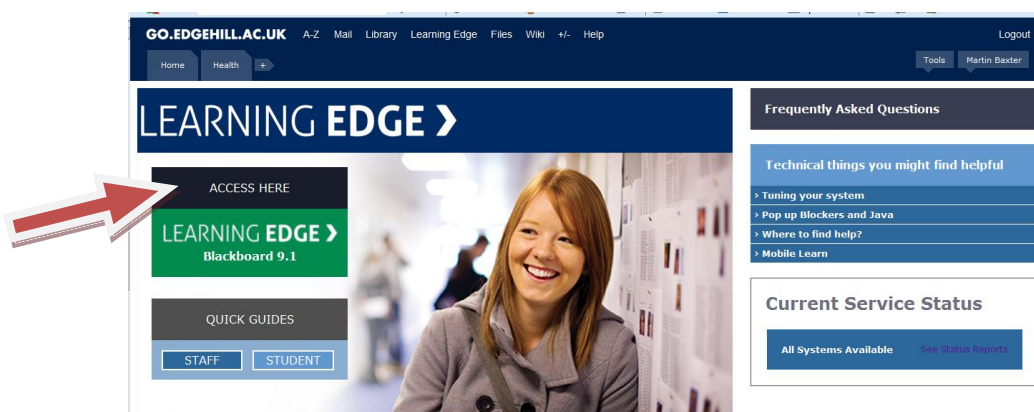 GO.EDGEHILL.AC.UK A-Z Mail Library Learning Edge Files Wiki +/- Help Logout
Home Health + Tools Martin Baxter
LEARNING EDGE ❯
Frequently Asked Questions
Technical things you might find helpful
› Tuning your system
› Pop up Blockers and Java
› Where to find help?
› Mobile Learn
ACCESS HERE
LEARNING EDGE ❯
Blackboard 9.1
QUICK GUIDES
STAFF STUDENT
Current Service Status
All Systems Available See Status Reports